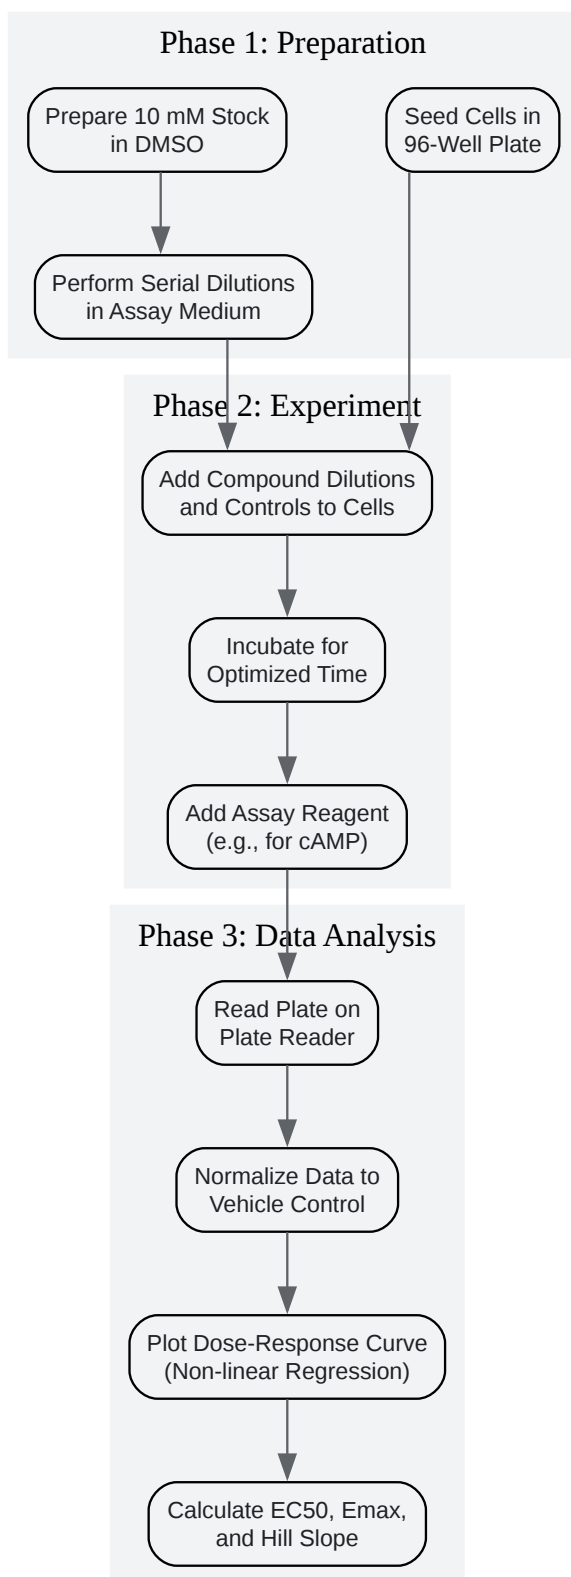 Phase 1: Preparation
Prepare 10 mM Stock
in DMSO
Seed Cells in
96-Well Plate
Perform Serial Dilutions
in Assay Medium
Phase 2: Experiment
Add Compound Dilutions
and Controls to Cells
Incubate for
Optimized Time
Add Assay Reagent
(e.g., for cAMP)
Phase 3: Data Analysis
Read Plate on
Plate Reader
Normalize Data to
Vehicle Control
Plot Dose-Response Curve
(Non-linear Regression)
Calculate EC50, Emax,
and Hill Slope